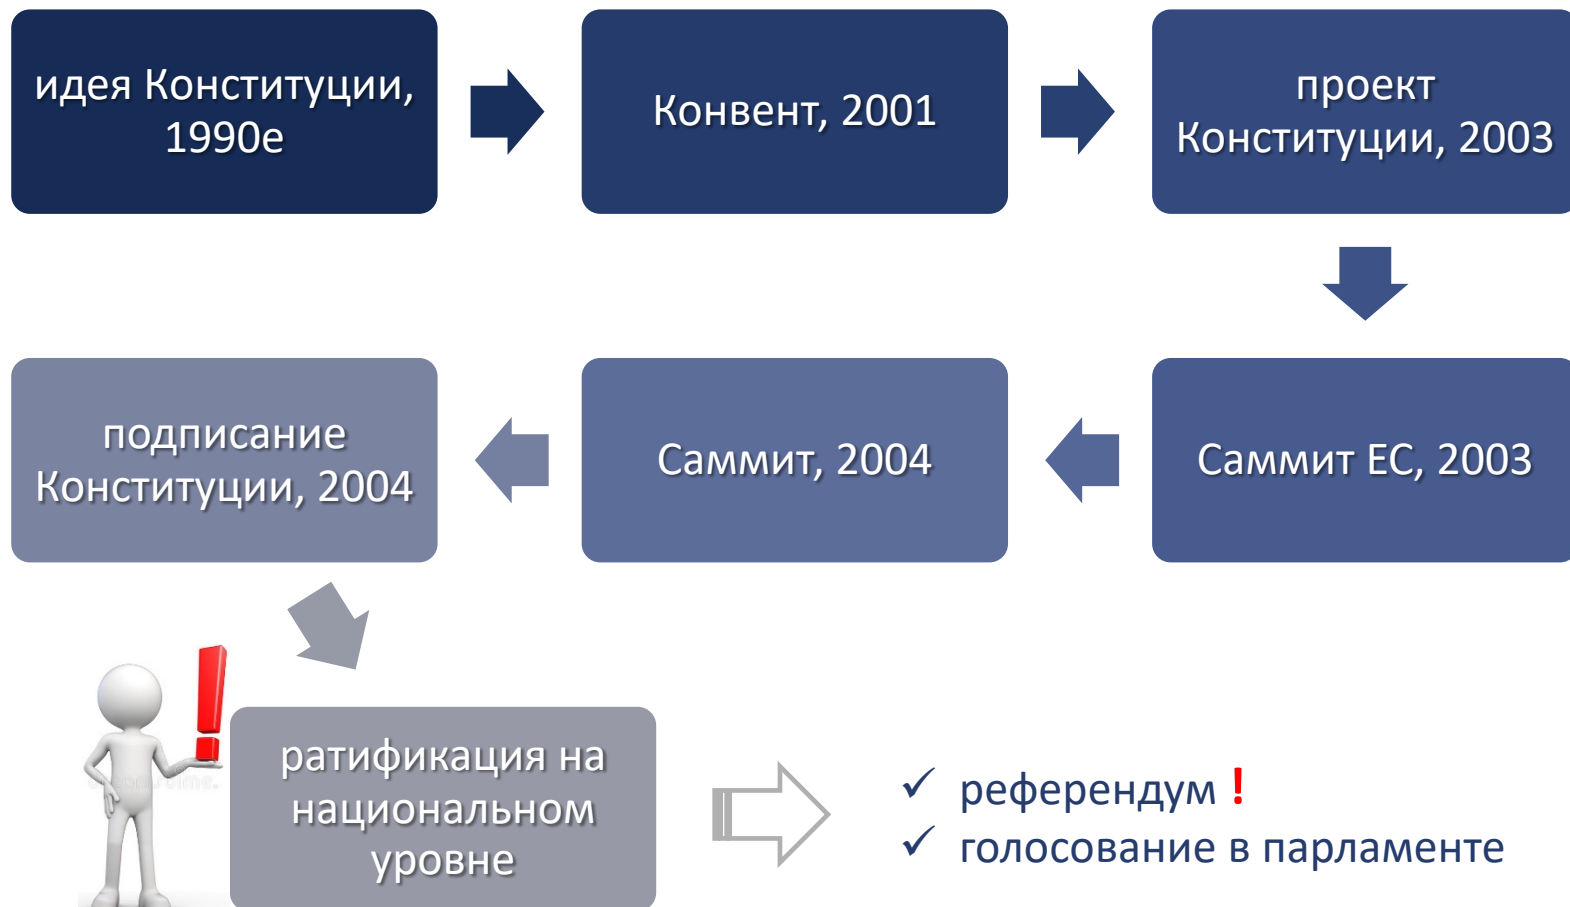 идея Конституции,
1990е
Конвент, 2001
проект
Конституции, 2003
Саммит ЕС, 2003
Саммит, 2004
подписание
Конституции, 2004
ратификация на
национальном
уровне
✓ референдум !
✓ голосование в парламенте